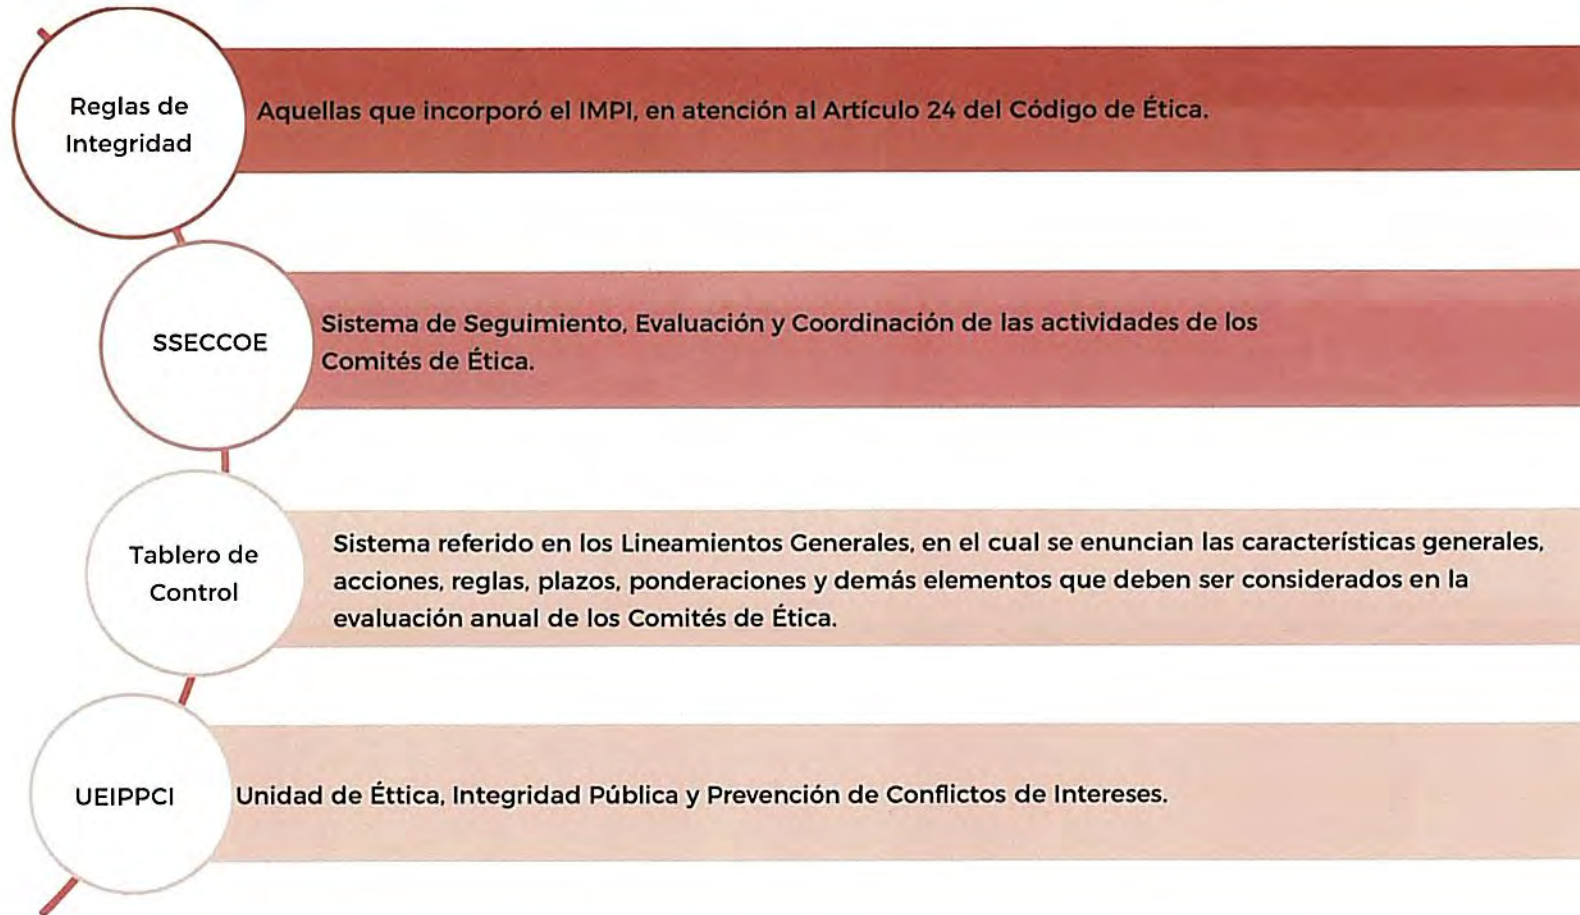 Reglas de
Integridad
Aquellas que incorporó el IMPI, en atención al Artículo 24 del Código de Ética.
SSECCOE
Sistema de Seguimiento, Evaluación y Coordinación de las actividades de los
Comités de Ética.
Tablero de
Control
Sistema referido en los Lineamientos Generales, en el cual se enuncian las características generales,
acciones, reglas, plazos, ponderaciones y demás elementos que deben ser considerados en la
evaluación anual de los Comités de Ética.
UEIPPCI
Unidad de Éttica, Integridad Pública y Prevención de Conflictos de Intereses.